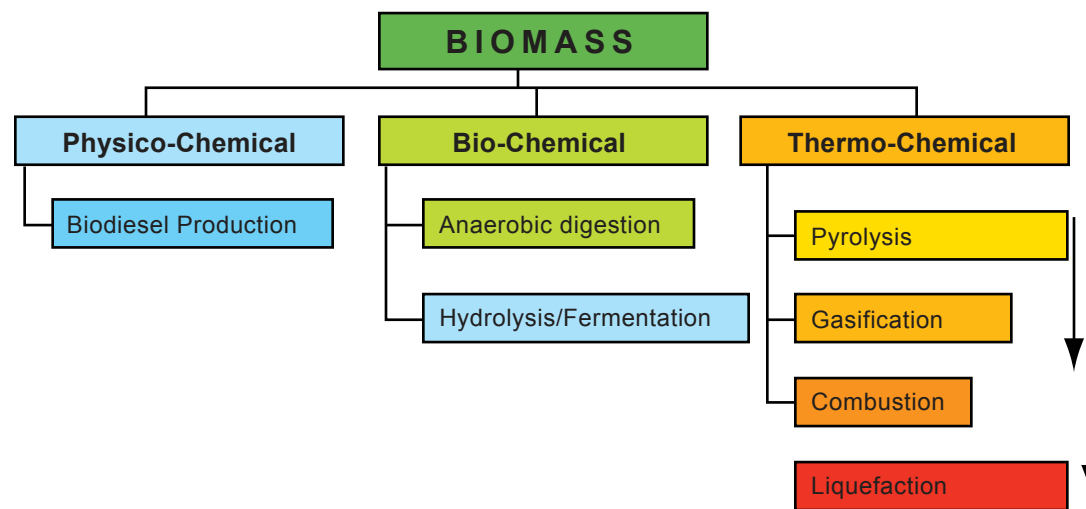 BIOMASS
Physico-Chemical
Bio-Chemical
Thermo-Chemical
Biodiesel Production
Anaerobic digestion
Pyrolysis
Hydrolysis/Fermentation
Gasification
Combustion
Liquefaction